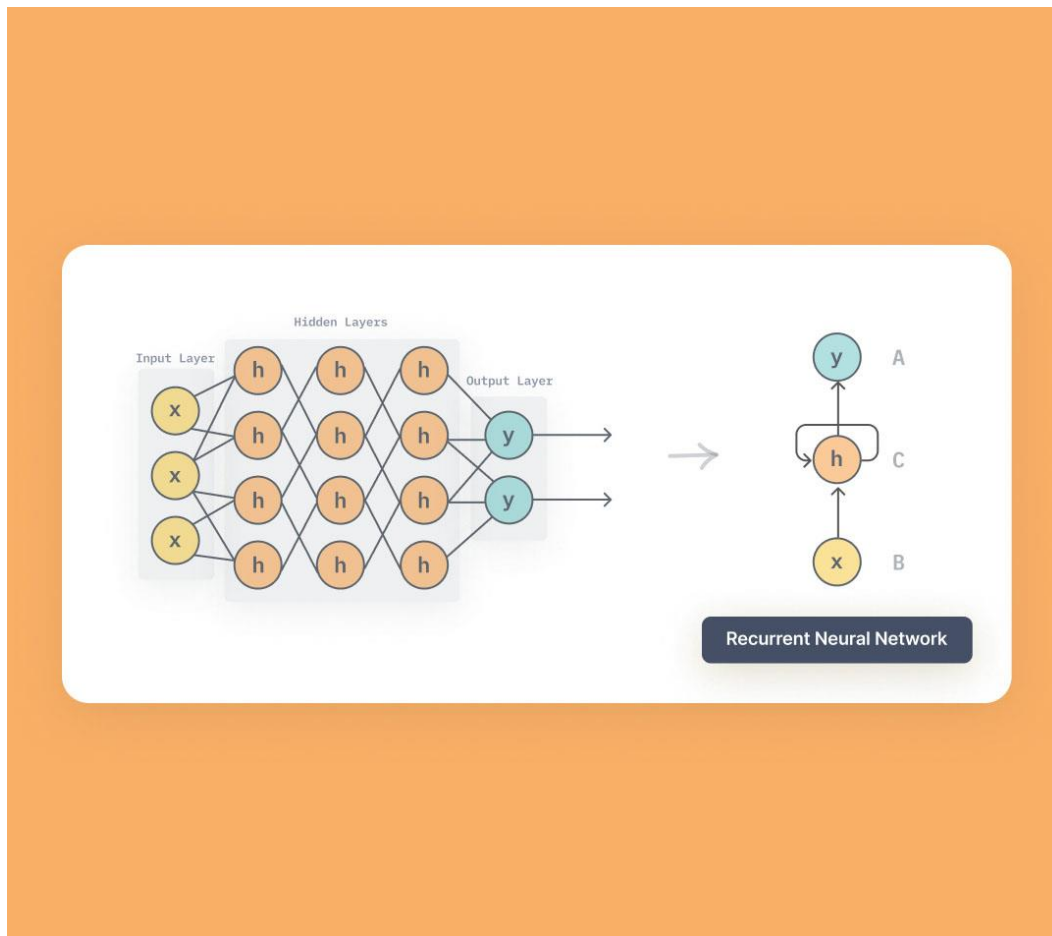 Hidden Layers
Input Layer
Output Layer
x
x
x
h
h
h
h
h
h
h
h
h
h
h
h
y
y
y
A
h
C
x
B
Recurrent Neural Network